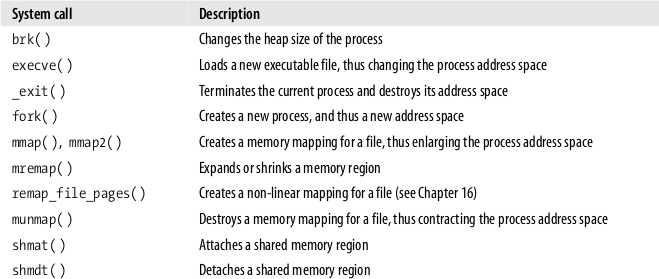 System call Description
brk( ) Changes the heap size of the process
execve( ) Loads a new executable file, thus changing the process address space
_exit( ) Terminates the current process and destroys its address space
fork( ) Creates a new process, and thus a new address space
mmap( ), mmap2( ) Creates a memory mapping for a file, thus enlarging the process address space
mremap( ) Expands or shrinks a memory region
remap_file_pages( ) Creates a non-linear mapping for a file (see Chapter 16)
munmap( ) Destroys a memory mapping for a file, thus contracting the process address space
shmat( ) Attaches a shared memory region
shmdt( ) Detaches a shared memory region